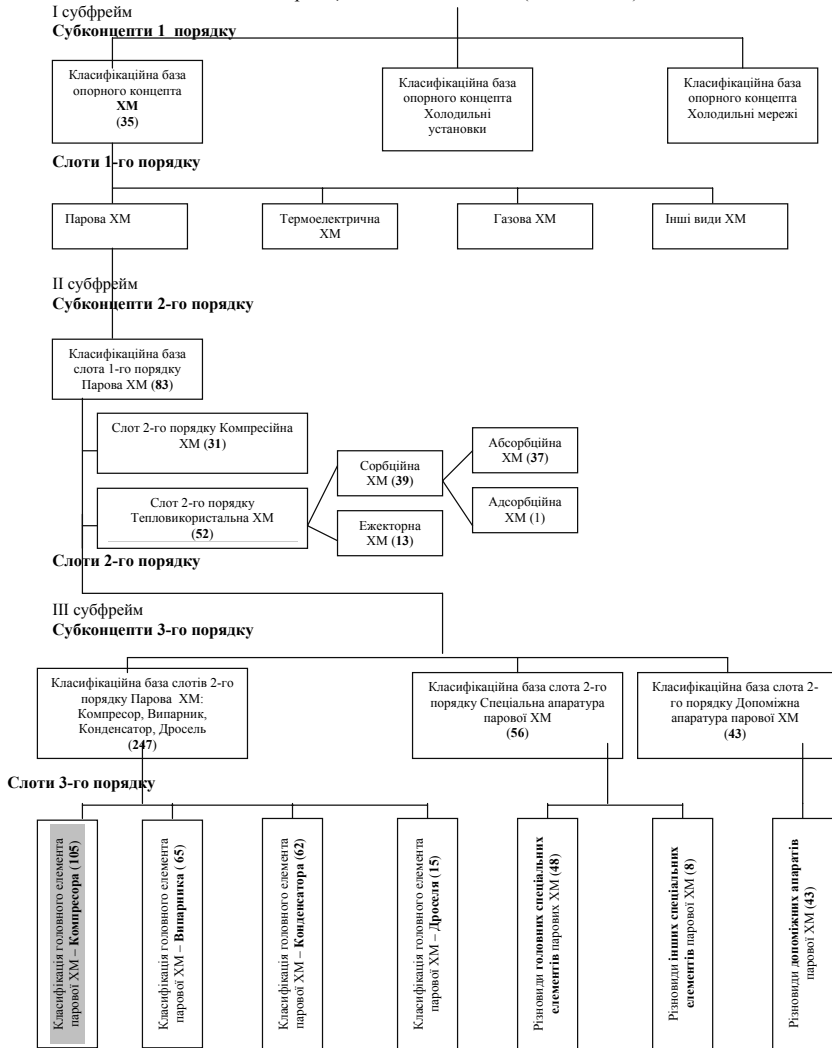 І субфрейм
Субконцепти 1 порядку
Класифікаційна база
опорного концепта
ХМ
(35)
Класифікаційна база
опорного концепта
Холодильні
установки
Класифікаційна база
опорного концепта
Холодильні мережі
Слоти 1-го порядку
Парова ХМ
Термоелектрична
ХМ
Газова ХМ
Інші види ХМ
ІІ субфрейм
Субконцепти 2-го порядку
Класифікаційна база
слота 1-го порядку
Парова ХМ (83)
Слот 2-го порядку Компресійна
ХМ (31)
Слот 2-го порядку
Тепловикористальна ХМ
(52)
Сорбційна
ХМ (39)
Ежекторна
ХМ (13)
Абсорбційна
ХМ (37)
Адсорбційна
ХМ (1)
Слоти 2-го порядку
ІІІ субфрейм
Субконцепти 3-го порядку
Класифікаційна база слотів 2-го
порядку Парова ХМ:
Компресор, Випарник,
Конденсатор, Дросель
(247)
Класифікаційна база слота 2-го
порядку Спеціальна апаратура
парової ХМ
(56)
Класифікаційна база слота 2-
го порядку Допоміжна
апаратура парової ХМ
(43)
Слоти 3-го порядку
Класифікація головного елемента
парової ХМ – Компресора (105)
Класифікація головного елемента
парової ХМ – Випарника ( 65)
Класифікація головного елемента
парової ХМ – Конденсатора (62)
Класифікація головного елемента
парової ХМ – Дроселя (15)
Різновиди головних спеціальних
елементів парових ХМ (48)
Різновиди інших спеціальних
елементів парової ХМ (8)
Різновиди допоміжних апаратів
парової ХМ (43)